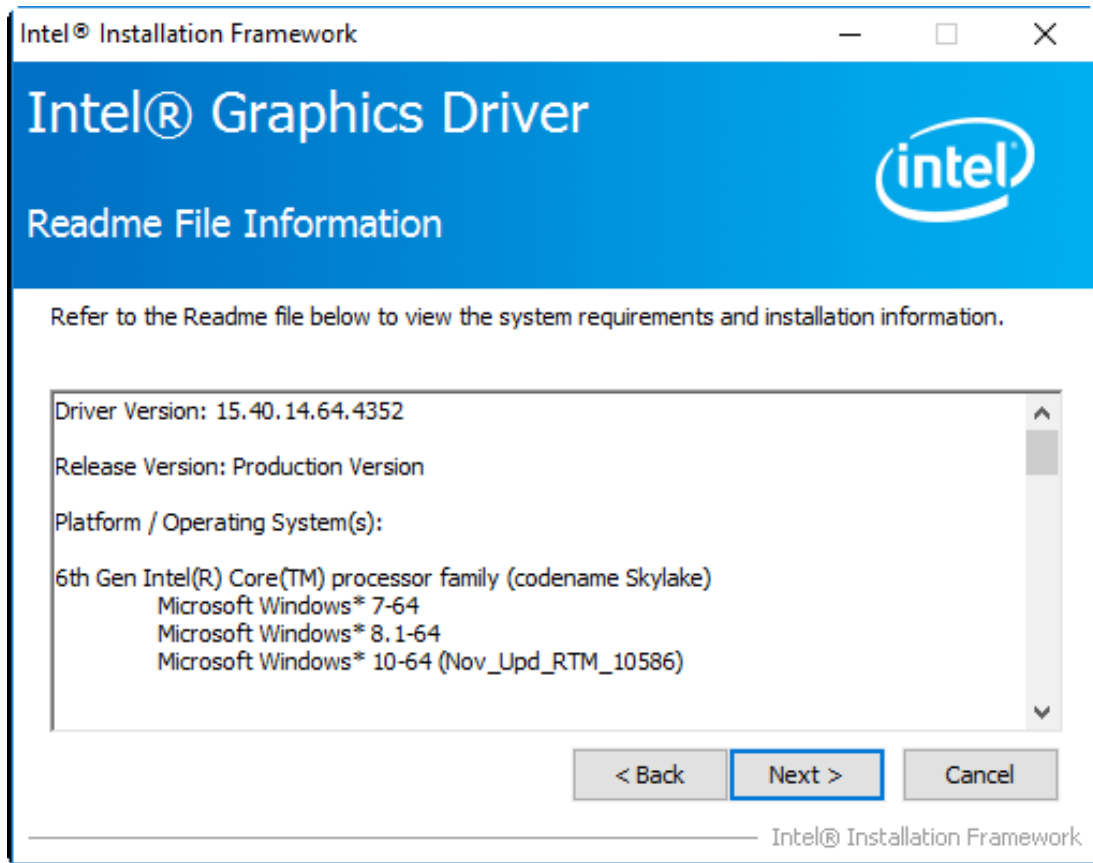 Intel® Installation Framework
Intel® Graphics Driver
intel®
Readme File Information
Refer to the Readme file below to view the system requirements and installation information.
Driver Version: 15.40.14.64.4352
Release Version: Production Version
Platform / Operating System(s):
6th Gen Intel(R) Core(TM) processor family (codename Skylake)
Microsoft Windows* 7-64
Microsoft Windows* 8.1-64
Microsoft Windows* 10-64 (Nov_Upd_RTM_10586)
< Back
Next >
Cancel
Intel® Installation Framework